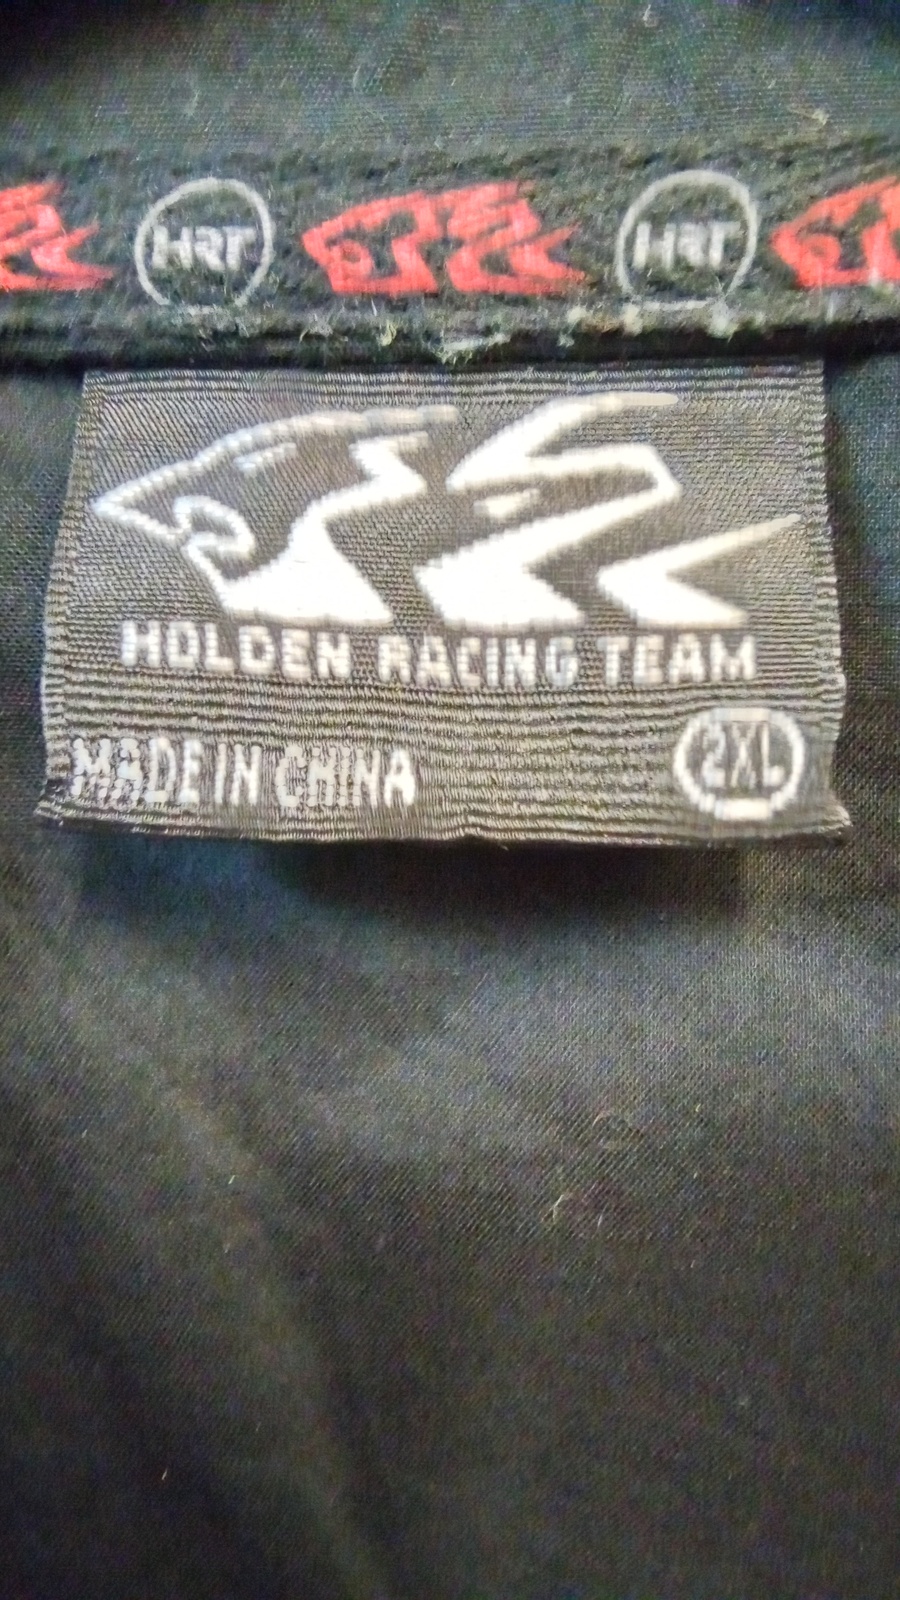 HRT HRT
HOLDEN RACING TEAM
MADE IN CHINA 2XL